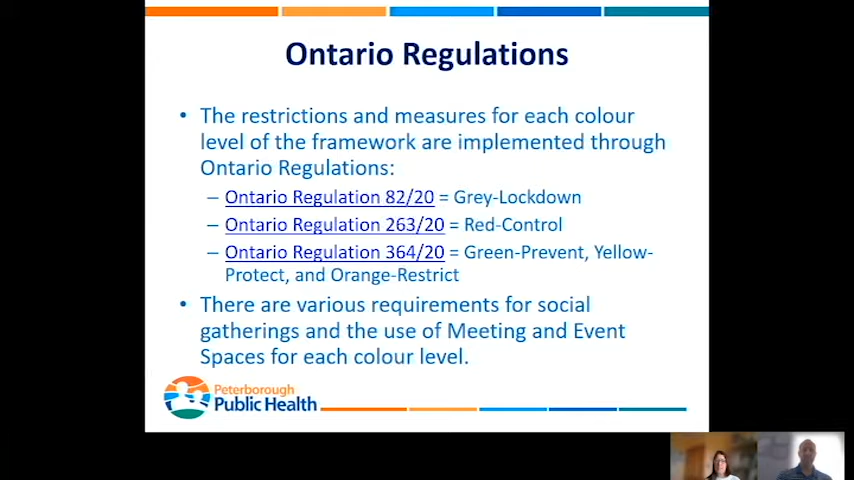 Ontario Regulations
• The restrictions and measures for each colour
level of the framework are implemented through
Ontario Regulations:
– Ontario Regulation 82/20 = Grey-Lockdown
– Ontario Regulation 263/20 = Red-Control
– Ontario Regulation 364/20 = Green-Prevent, Yellow-
Protect, and Orange-Restrict
• There are various requirements for social
gatherings and the use of Meeting and Event
Spaces for each colour level.
Peterborough
Public Health